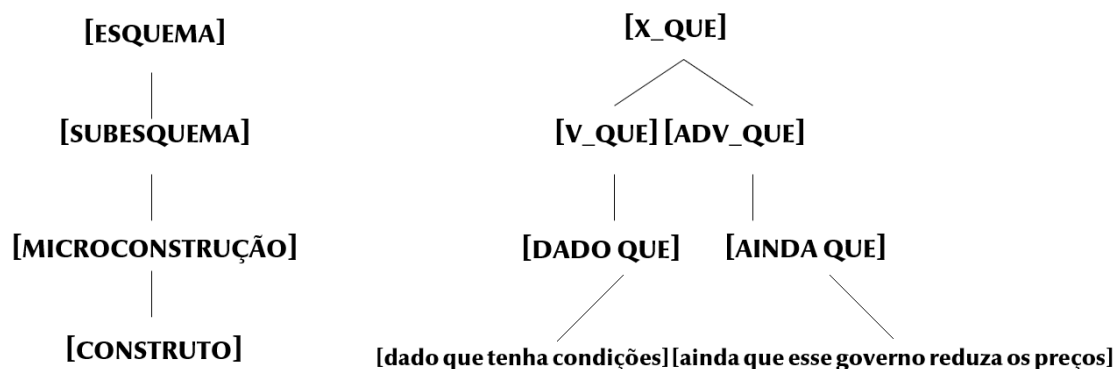 [ESQUEMA] [X_QUE]
[SUBESQUEMA] [V_QUE] [ADV_QUE]
[MICROCONSTRUÇÃO] [DADO QUE] [AINDA QUE]
[CONSTRUTO] [dado que tenha condições] [ainda que esse governo reduza os preços]